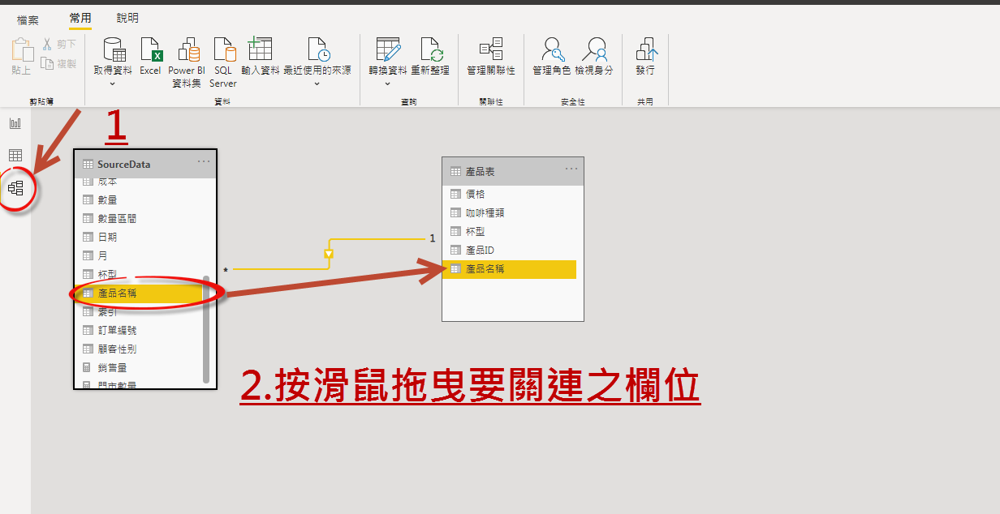 檔案
常用
說明
貼上
剪下
複製
剪貼簿
取得資料
Excel
Power BI
資料集
SQL
Server
輸入資料
最近使用的來源
資料
轉換資料
重新整理
查詢
管理關聯性
關聯性
管理角色
檢視身分
安全性
發行
共用
1
SourceData
成本
數量
數量區間
日期
月
杯型
產品名稱
索引
訂單編號
顧客性別
銷售量
門市數量
*
1
產品表
價格
咖啡種類
杯型
產品ID
產品名稱
2.按滑鼠拖曳要關連之欄位